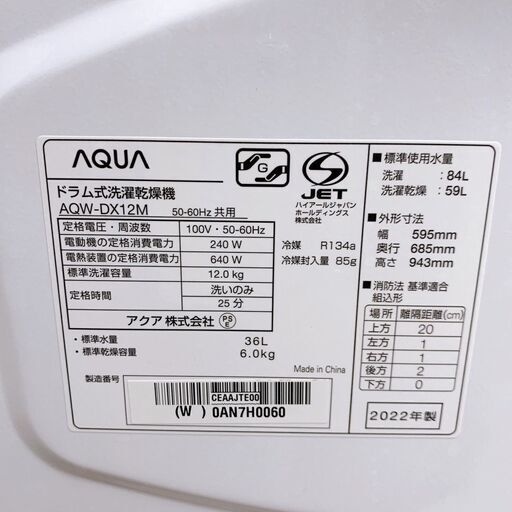 AQUA
ドラム式洗濯乾燥機
AQW-DX12M 50-60Hz 共用
定格電圧・周波数 100V・50-60Hz
電動機の定格消費電力 240 W
電熱装置の定格消費電力 640 W
標準洗濯容量 12.0kg
定格時間 洗いのみ
25 分
アクア 株式会社 PS E
・標準水量 36L
・標準乾燥容量 6.0kg
製造番号
CEAAJTE00
(W ) 0AN7H0060
G
S
JET
ハイアールジャパン
ホールディングス
株式会社
冷媒 R134a
冷媒封入量 85g
Made in China
■標準使用水量
洗濯 : 84L
洗濯乾燥 : 59L
■外形寸法
幅 595mm
奥行 685mm
高さ 943mm
■消防法 基準適合
組込形
場所 離隔距離(cm)
上方 20
左方 1
右方 1
後方 2
下方 0
2022年製